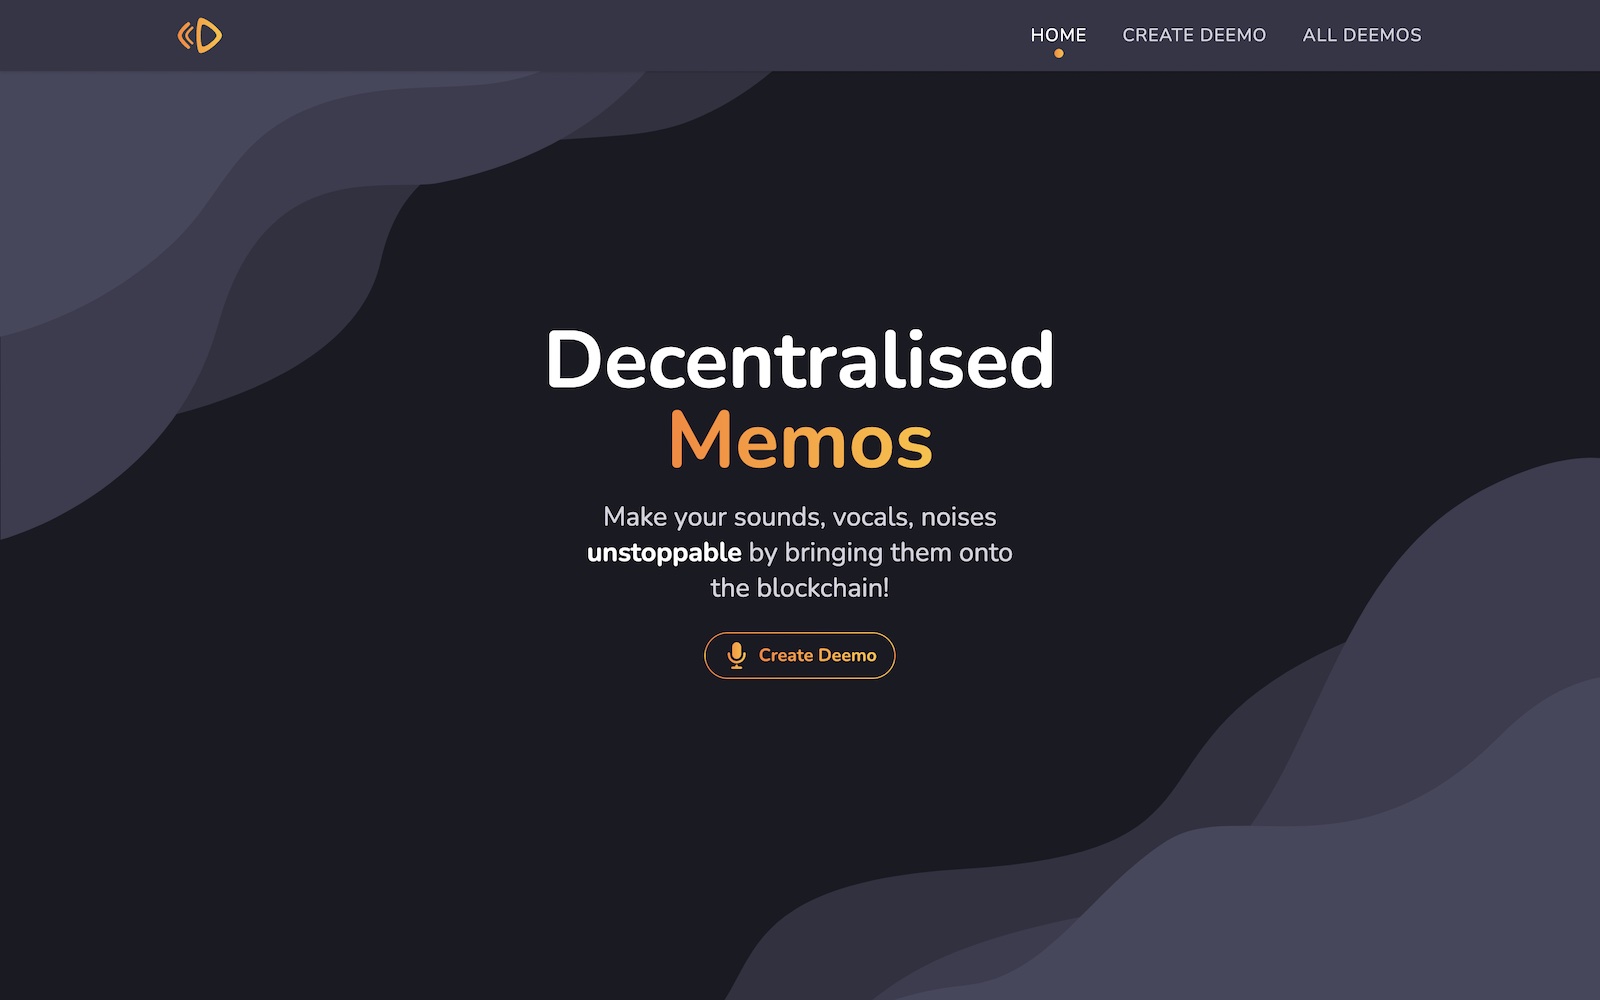 HOME CREATE DEEMO ALL DEEMOS
Decentralised
Memos
Make your sounds, vocals, noises
unstoppable by bringing them onto
the blockchain!
Create Deemo